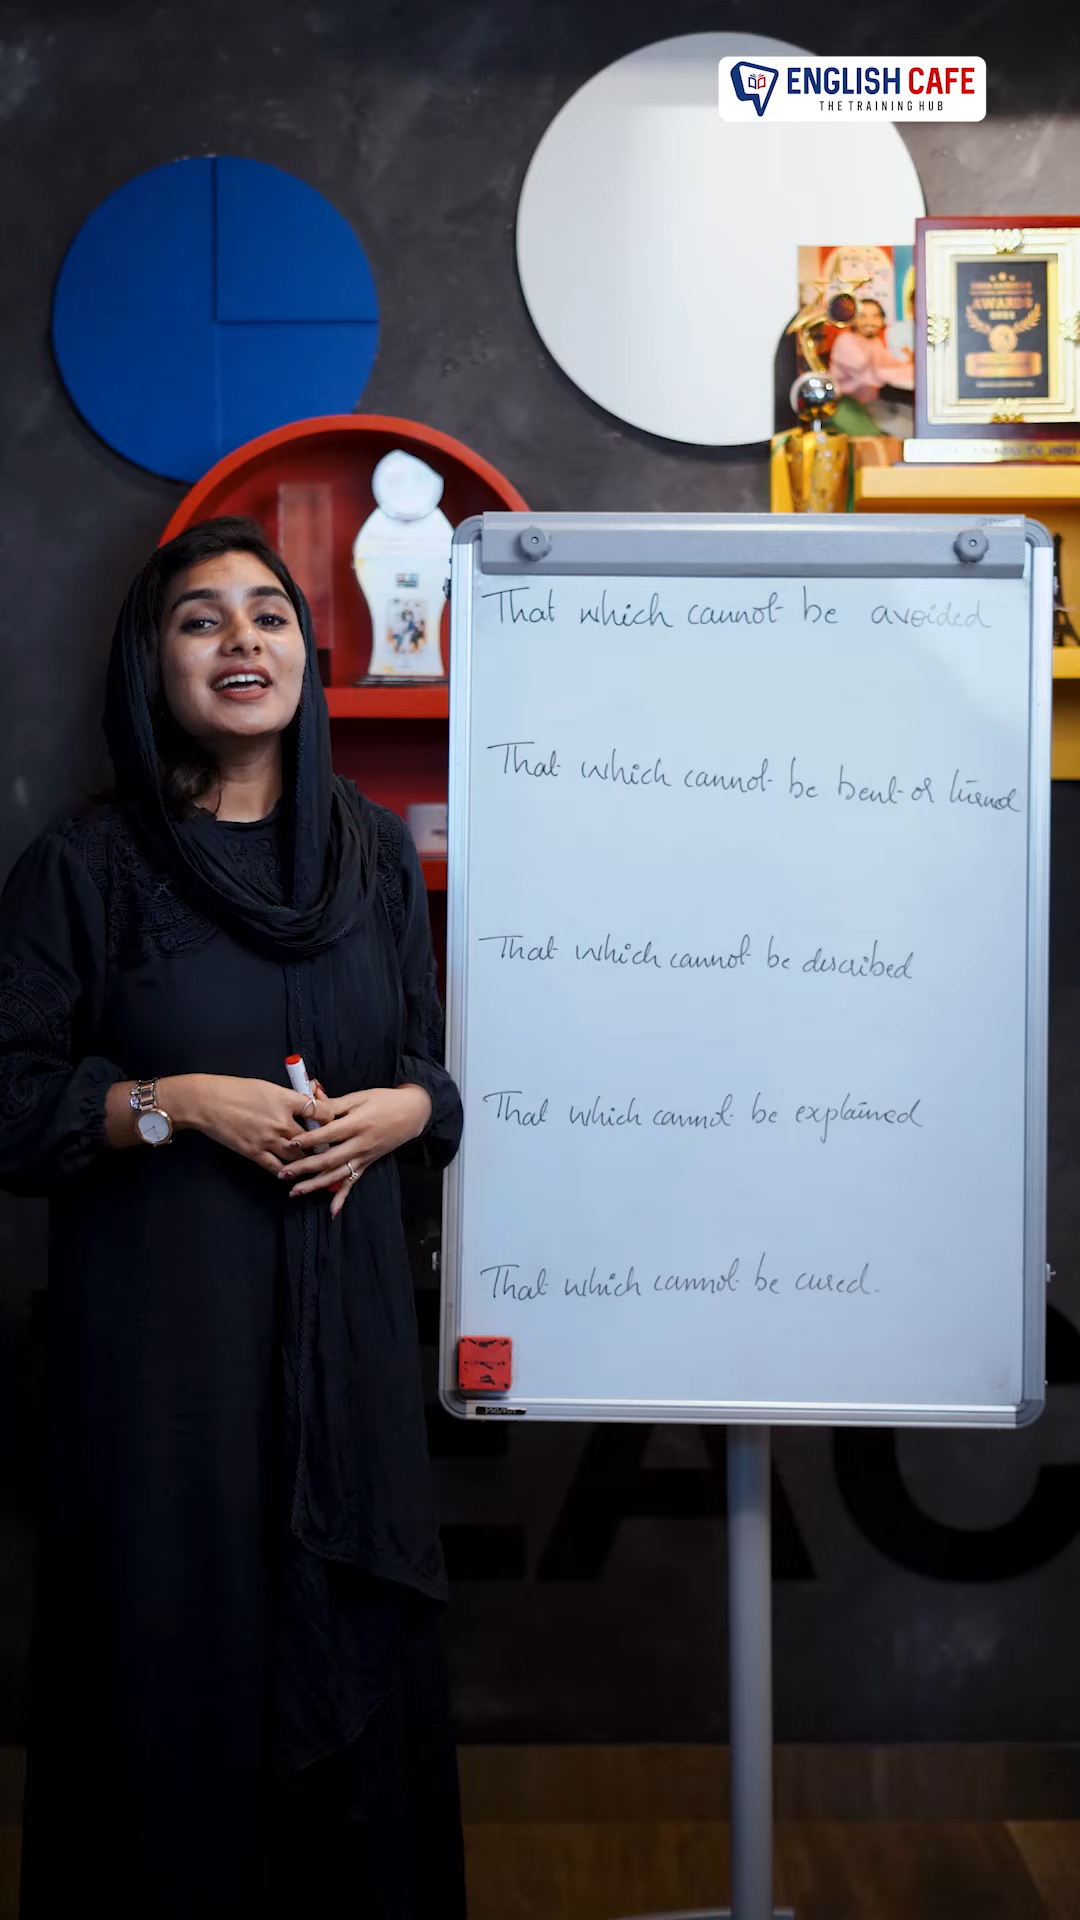 ENGLISH CAFE
THE TRAINING HUB
AWARDS
That which cannot be avoided
That which cannot be bent or turned
That which cannot be described
That which cannot be explained
That which cannot be cured.